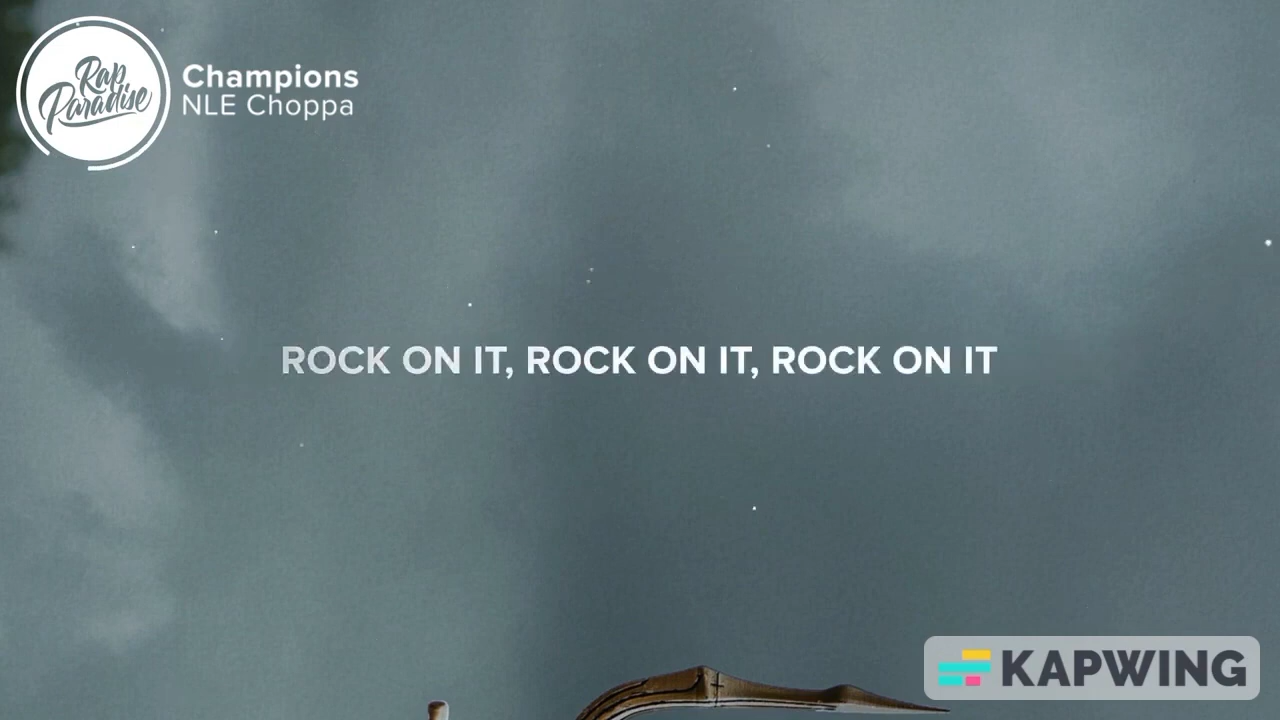 Rap
Paradise
Champions
NLE Choppa
ROCK ON IT, ROCK ON IT, ROCK ON IT
KAPWING